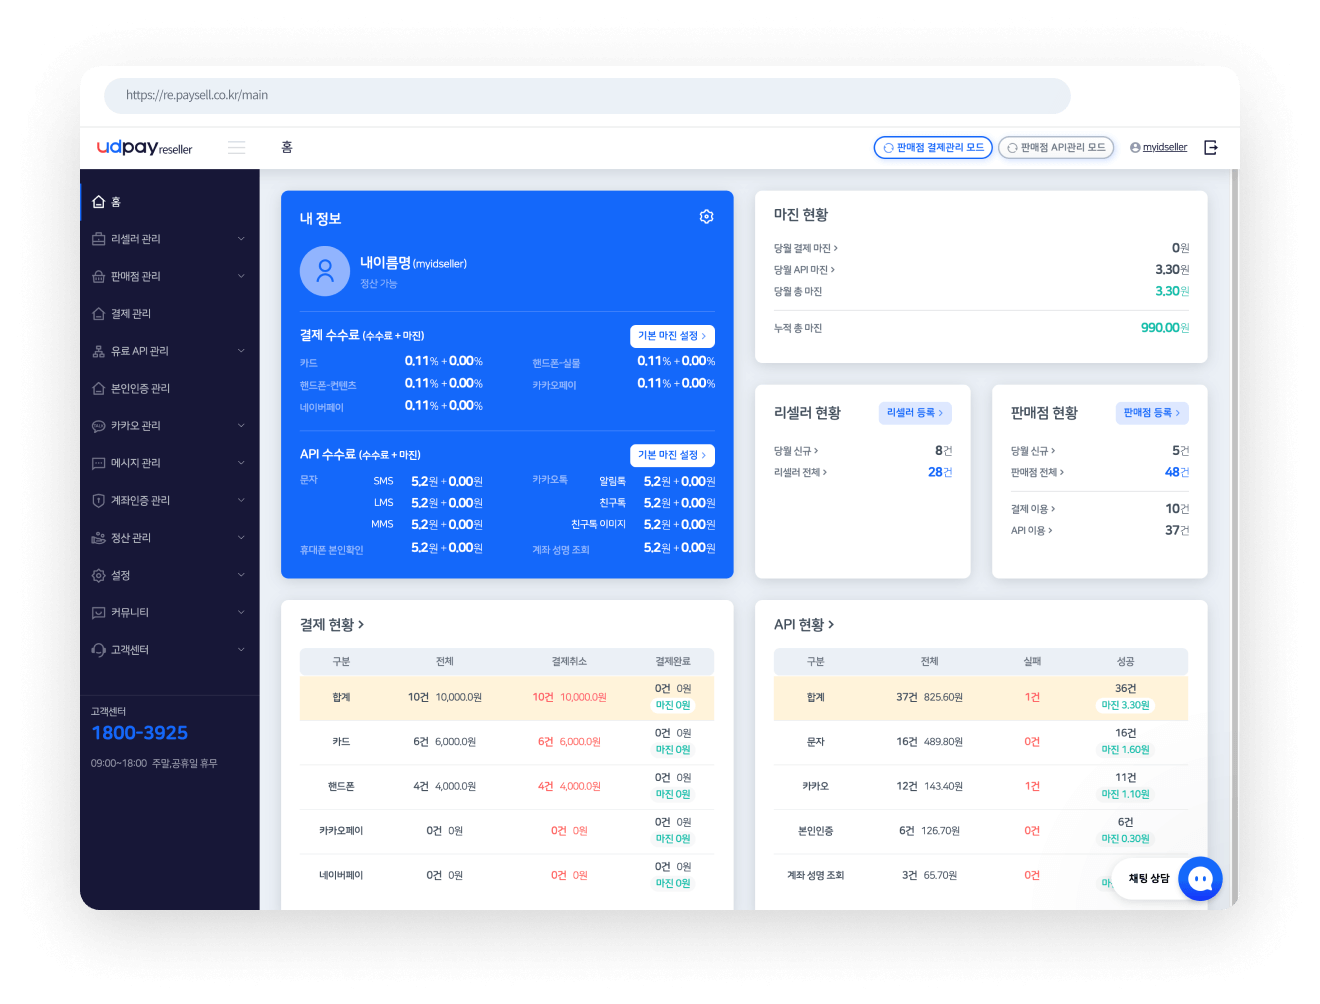 https://re.paysell.co.kr/main
udpay reseller
홈
판매점 결제관리 모드
판매점 API관리 모드
myidseller
홈
리셀러 관리
판매점 관리
결제 관리
유료 API 관리
본인인증 관리
카카오 관리
메시지 관리
계좌인증 관리
정산 관리
설정
커뮤니티
고객센터
고객센터
1800-3925
09:00~18:00 주말,공휴일 휴무
내 정보
내이름명 (myidseller)
정산 가능
결제 수수료 (수수료 + 마진)
기본 마진 설정 >
카드 0.11% + 0.00% 핸드폰-실물 0.11% + 0.00%
핸드폰-컨텐츠 0.11% + 0.00% 카카오페이 0.11% + 0.00%
네이버페이 0.11% + 0.00%
API 수수료 (수수료 + 마진)
기본 마진 설정 >
문자 SMS 5.2원 + 0.00원 카카오톡 알림톡 5.2원 + 0.00원
LMS 5.2원 + 0.00원 친구톡 5.2원 + 0.00원
MMS 5.2원 + 0.00원 친구톡 이미지 5.2원 + 0.00원
휴대폰 본인확인 5.2원 + 0.00원 계좌 성명 조회 5.2원 + 0.00원
마진 현황
당월 결제 마진 > 0원
당월 API 마진 > 3.30원
당월 총 마진 3.30원
누적 총 마진 990.00원
리셀러 현황
리셀러 등록 >
당월 신규 > 8건
리셀러 전체 > 28건
판매점 현황
판매점 등록 >
당월 신규 > 5건
판매점 전체 > 48건
결제 이용 > 10건
API 이용 > 37건
결제 현황 >
구분 전체 결제취소 결제완료
합계 10건 10,000.0원 10건 10,000.0원 0건 0원
마진 0원
카드 6건 6,000.0원 6건 6,000.0원 0건 0원
마진 0원
핸드폰 4건 4,000.0원 4건 4,000.0원 0건 0원
마진 0원
카카오페이 0건 0원 0건 0원 0건 0원
마진 0원
네이버페이 0건 0원 0건 0원 0건 0원
마진 0원
API 현황 >
구분 전체 실패 성공
합계 37건 825.60원 1건 36건
마진 3.30원
문자 16건 489.80원 0건 16건
마진 1.60원
카카오 12건 143.40원 1건 11건
마진 1.10원
본인인증 6건 126.70원 0건 6건
마진 0.30원
계좌 성명 조회 3건 65.70원 0건
채팅 상담